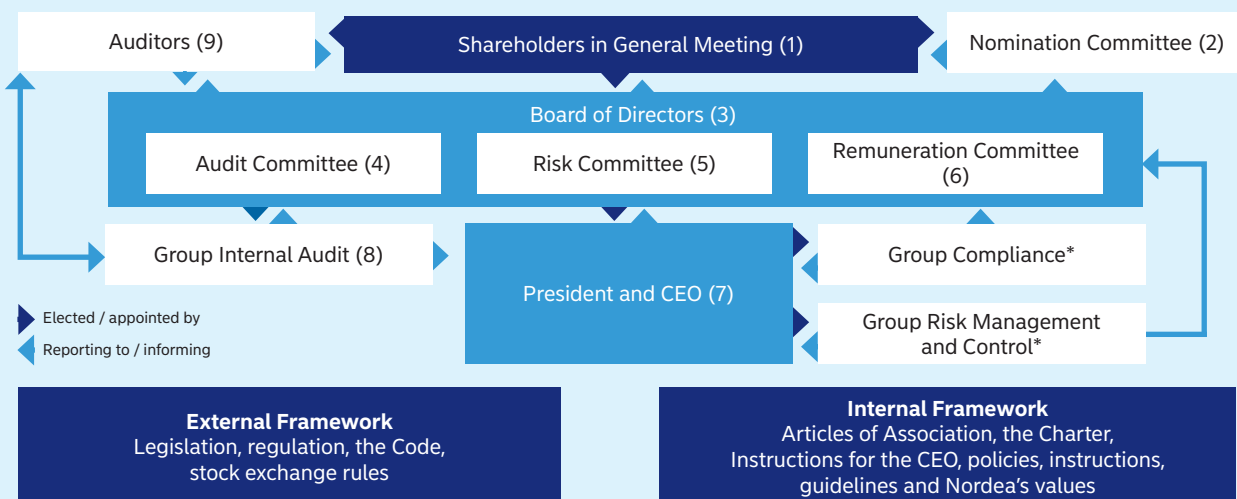 Auditors (9)
Shareholders in General Meeting (1)
Nomination Committee (2)
Board of Directors (3)
Audit Committee (4)
Risk Committee (5)
Remuneration Committee
(6)
Group Internal Audit (8)
President and CEO (7)
Group Compliance*
Group Risk Management
and Control*
Elected / appointed by
Reporting to / informing
External Framework
Legislation, regulation, the Code,
stock exchange rules
Internal Framework
Articles of Association, the Charter,
Instructions for the CEO, policies, instructions,
guidelines and Nordea's values